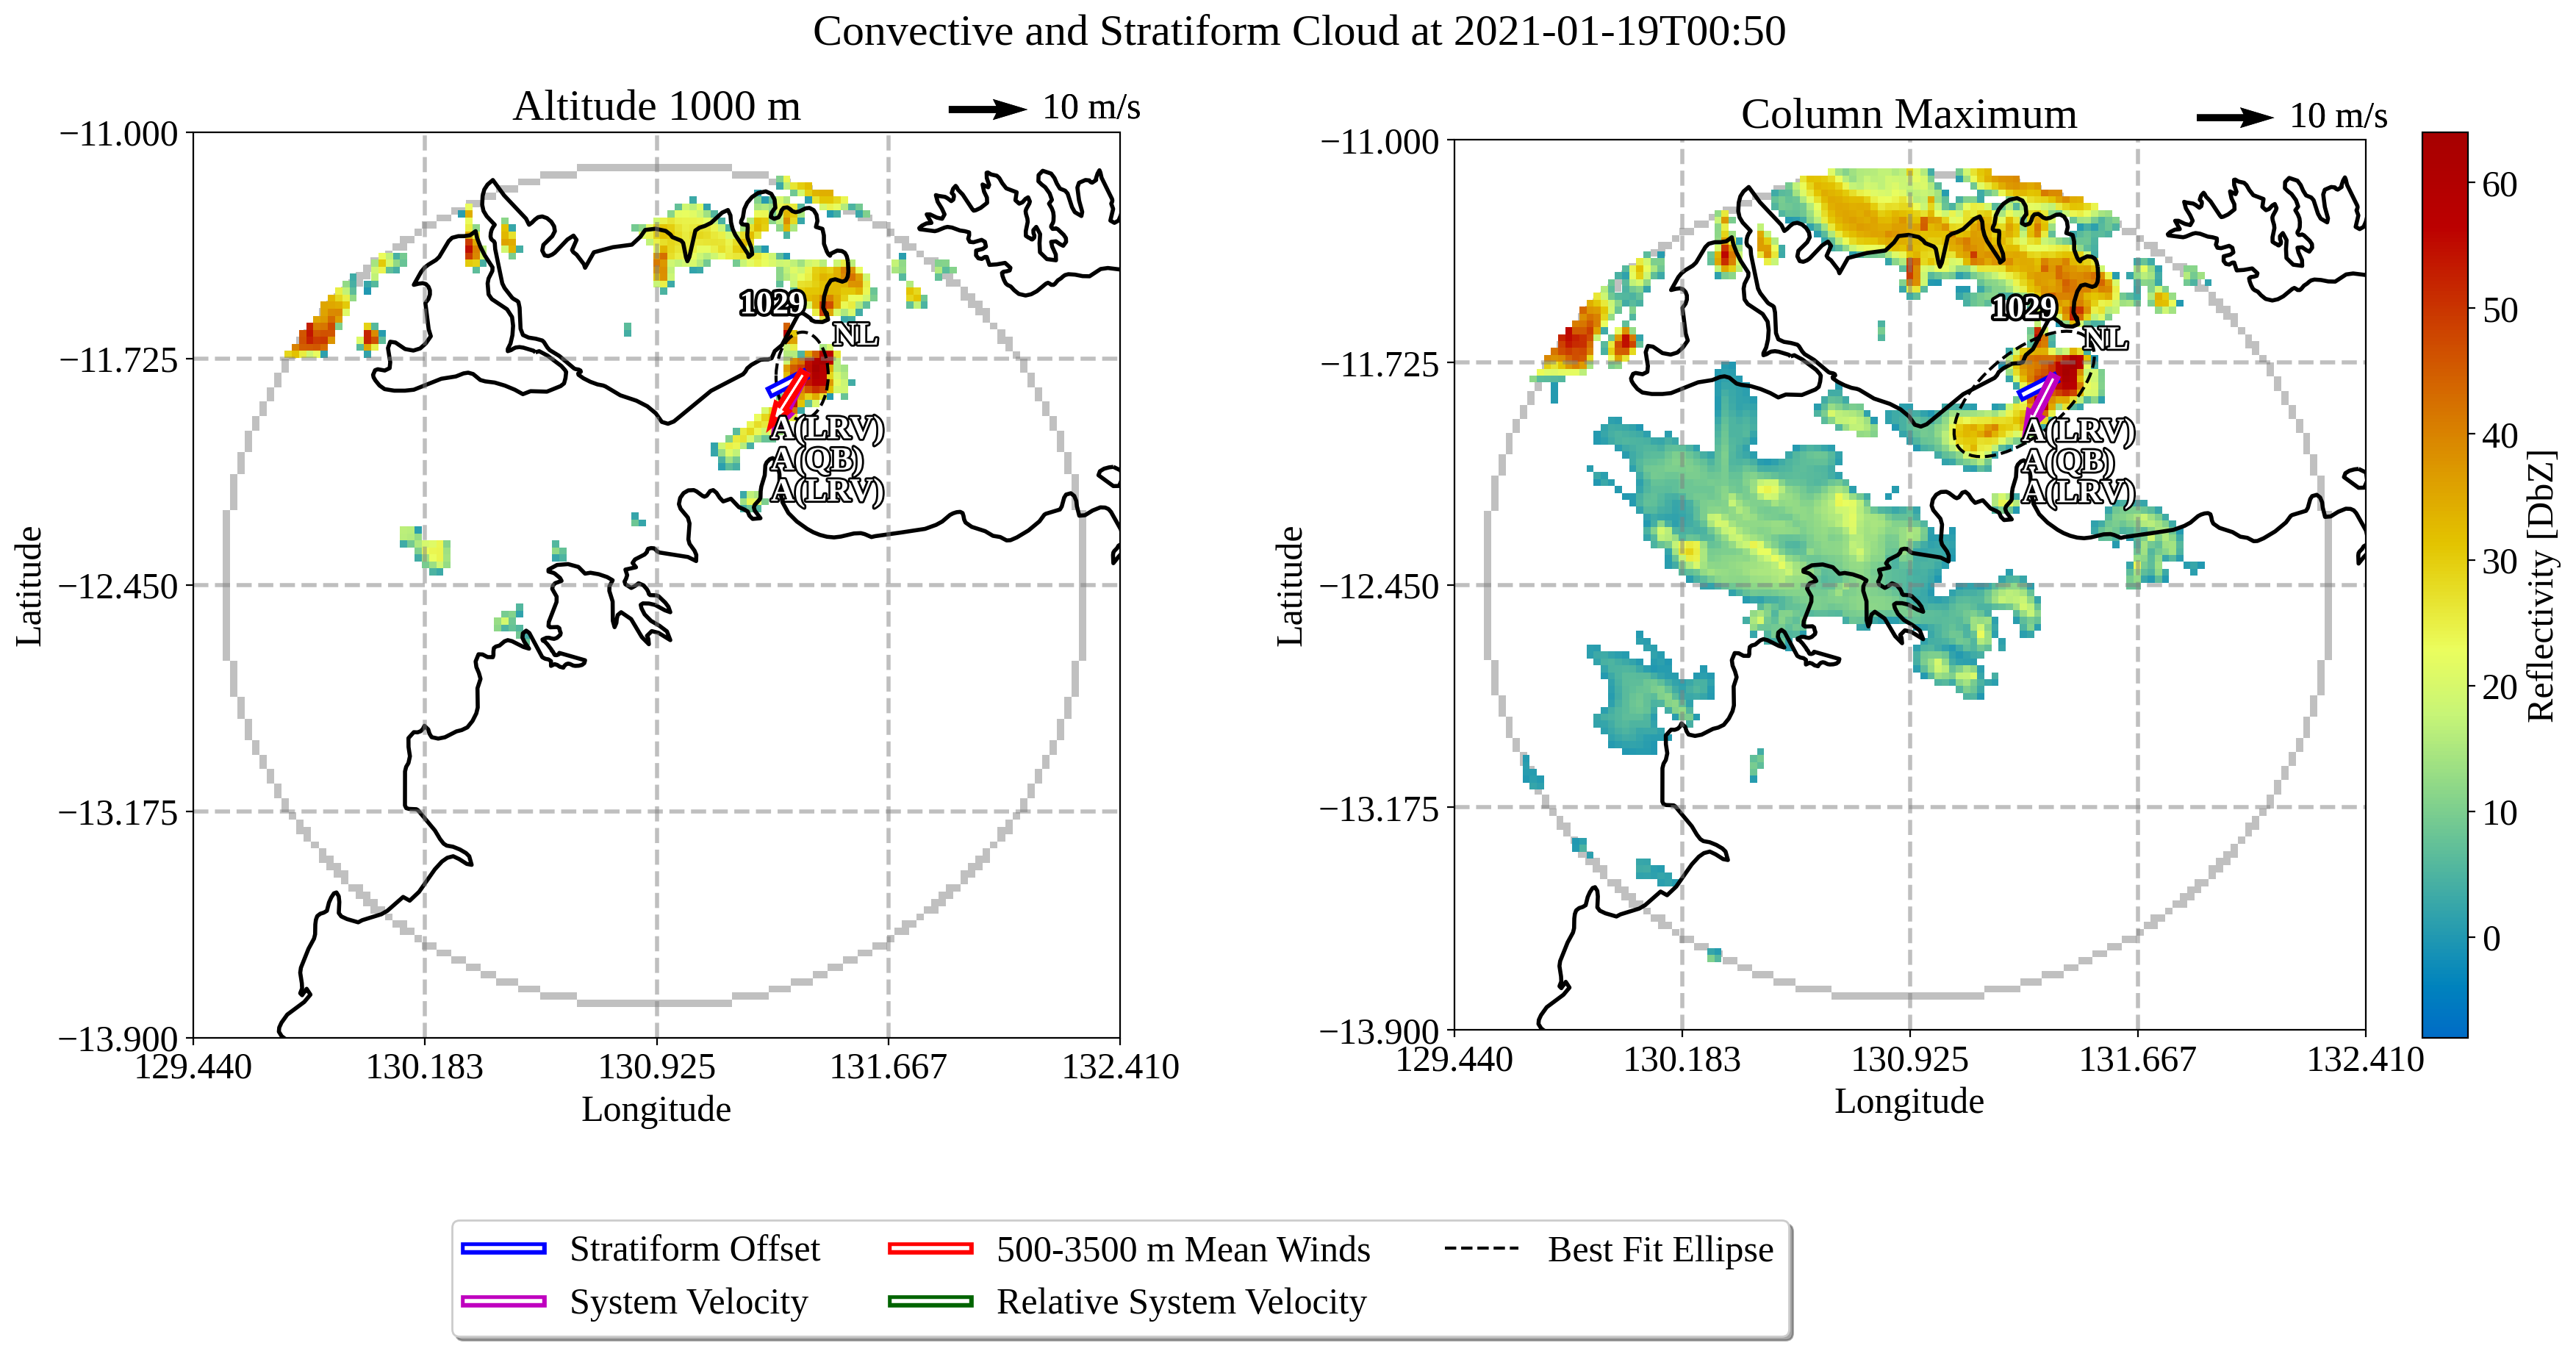 Convective and Stratiform Cloud at 2021-01-19T00:50
Altitude 1000 m
10 m/s
−11.000
−11.725
−12.450
−13.175
−13.900
129.440
130.183
130.925
131.667
132.410
Latitude
Longitude
1029
NL
A(LRV)
A(QB)
A(LRV)
Column Maximum
10 m/s
−11.000
−11.725
−12.450
−13.175
−13.900
129.440
130.183
130.925
131.667
132.410
Latitude
Longitude
1029
NL
A(LRV)
A(QB)
A(LRV)
60
50
40
30
20
10
0
Reflectivity [DbZ]
Stratiform Offset
System Velocity
500-3500 m Mean Winds
Relative System Velocity
Best Fit Ellipse